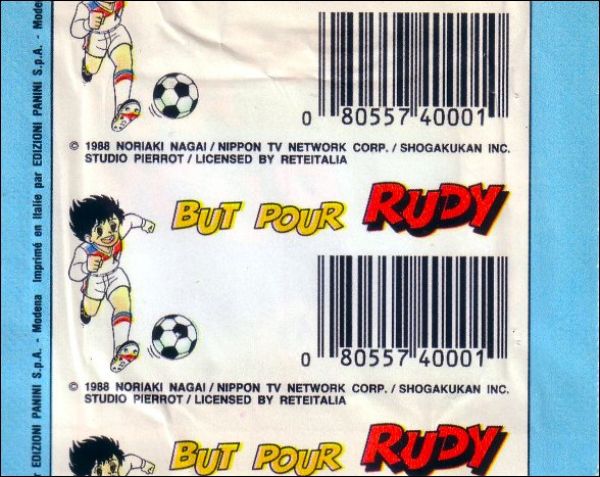 0 80557 40001
© 1988 NORIAKI NAGAI / NIPPON TV NETWORK CORP. / SHOGAKUKAN INC.
STUDIO PIERROT / LICENSED BY RETEITALIA
BUT POUR RUDY
0 80557 40001
© 1988 NORIAKI NAGAI / NIPPON TV NETWORK CORP. / SHOGAKUKAN INC.
STUDIO PIERROT / LICENSED BY RETEITALIA
BUT POUR RUDY
EDIZIONI PANINI S.p.A. - Modena Imprimé en Italie par EDIZIONI PANINI S.p.A. -